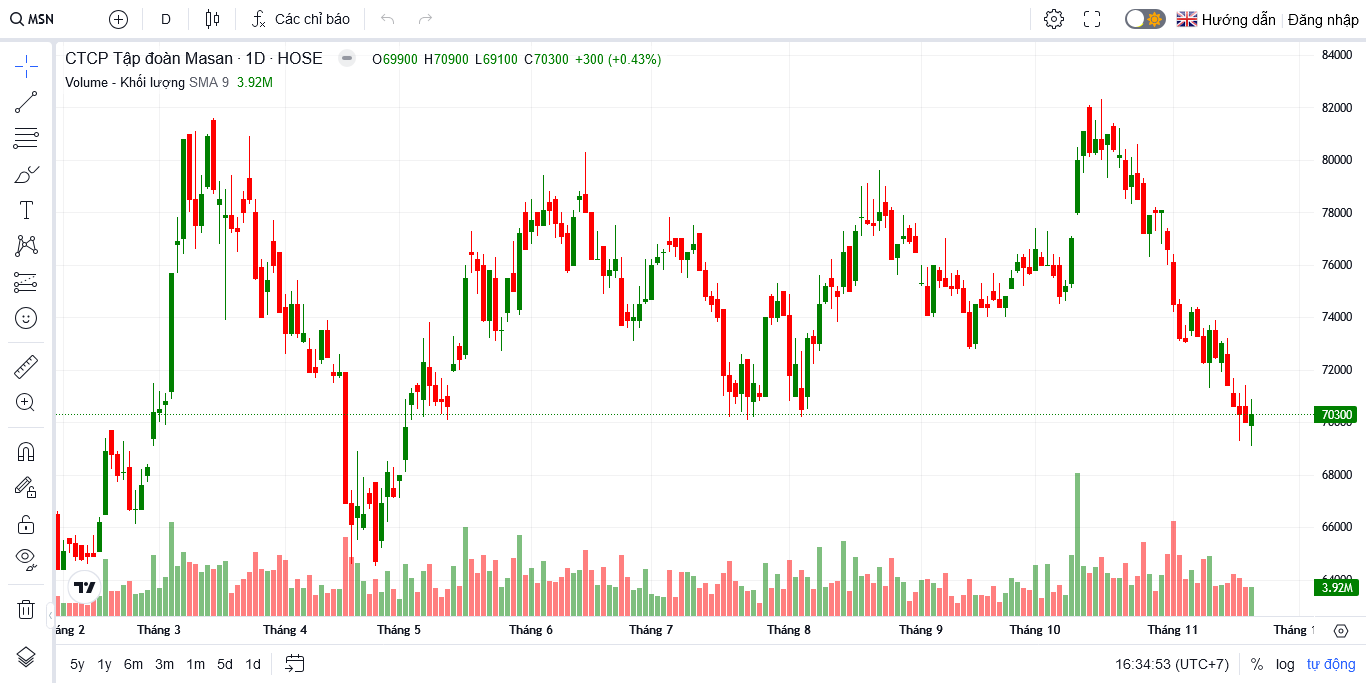 MSN D Các chỉ báo Hướng dẫn Đăng nhập
CTCP Tập đoàn Masan · 1D · HOSE O69900 H70900 L69100 C70300 +300 (+0.43%)
Volume - Khối lượng SMA 9 3.92M
84000
82000
80000
78000
76000
74000
72000
70300
70000
68000
66000
64000
3.92M
áng 2 Tháng 3 Tháng 4 Tháng 5 Tháng 6 Tháng 7 Tháng 8 Tháng 9 Tháng 10 Tháng 11 Tháng 1
5y 1y 6m 3m 1m 5d 1d 16:34:53 (UTC+7) % log tự động